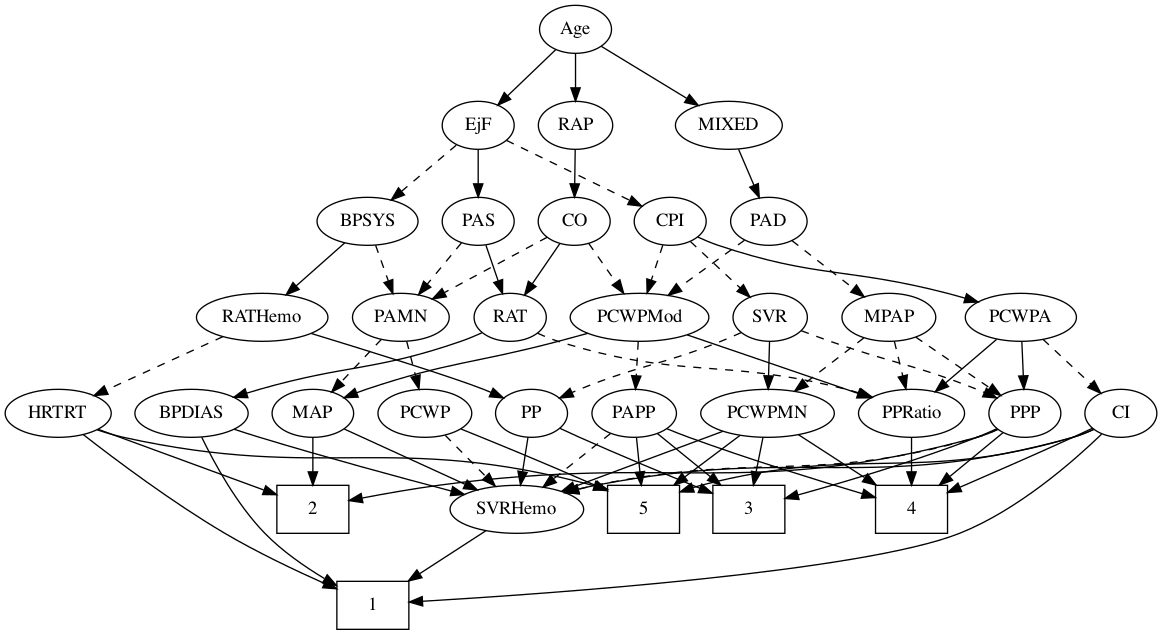 Age
EjF
RAP
MIXED
BPSYS
PAS
CO
CPI
PAD
RATHemo
PAMN
RAT
PCWPMod
SVR
MPAP
PCWPA
HRTRT
BPDIAS
MAP
PCWP
PP
PAPP
PCWPMN
PPRatio
PPP
CI
2
SVRHemo
5
3
4
1